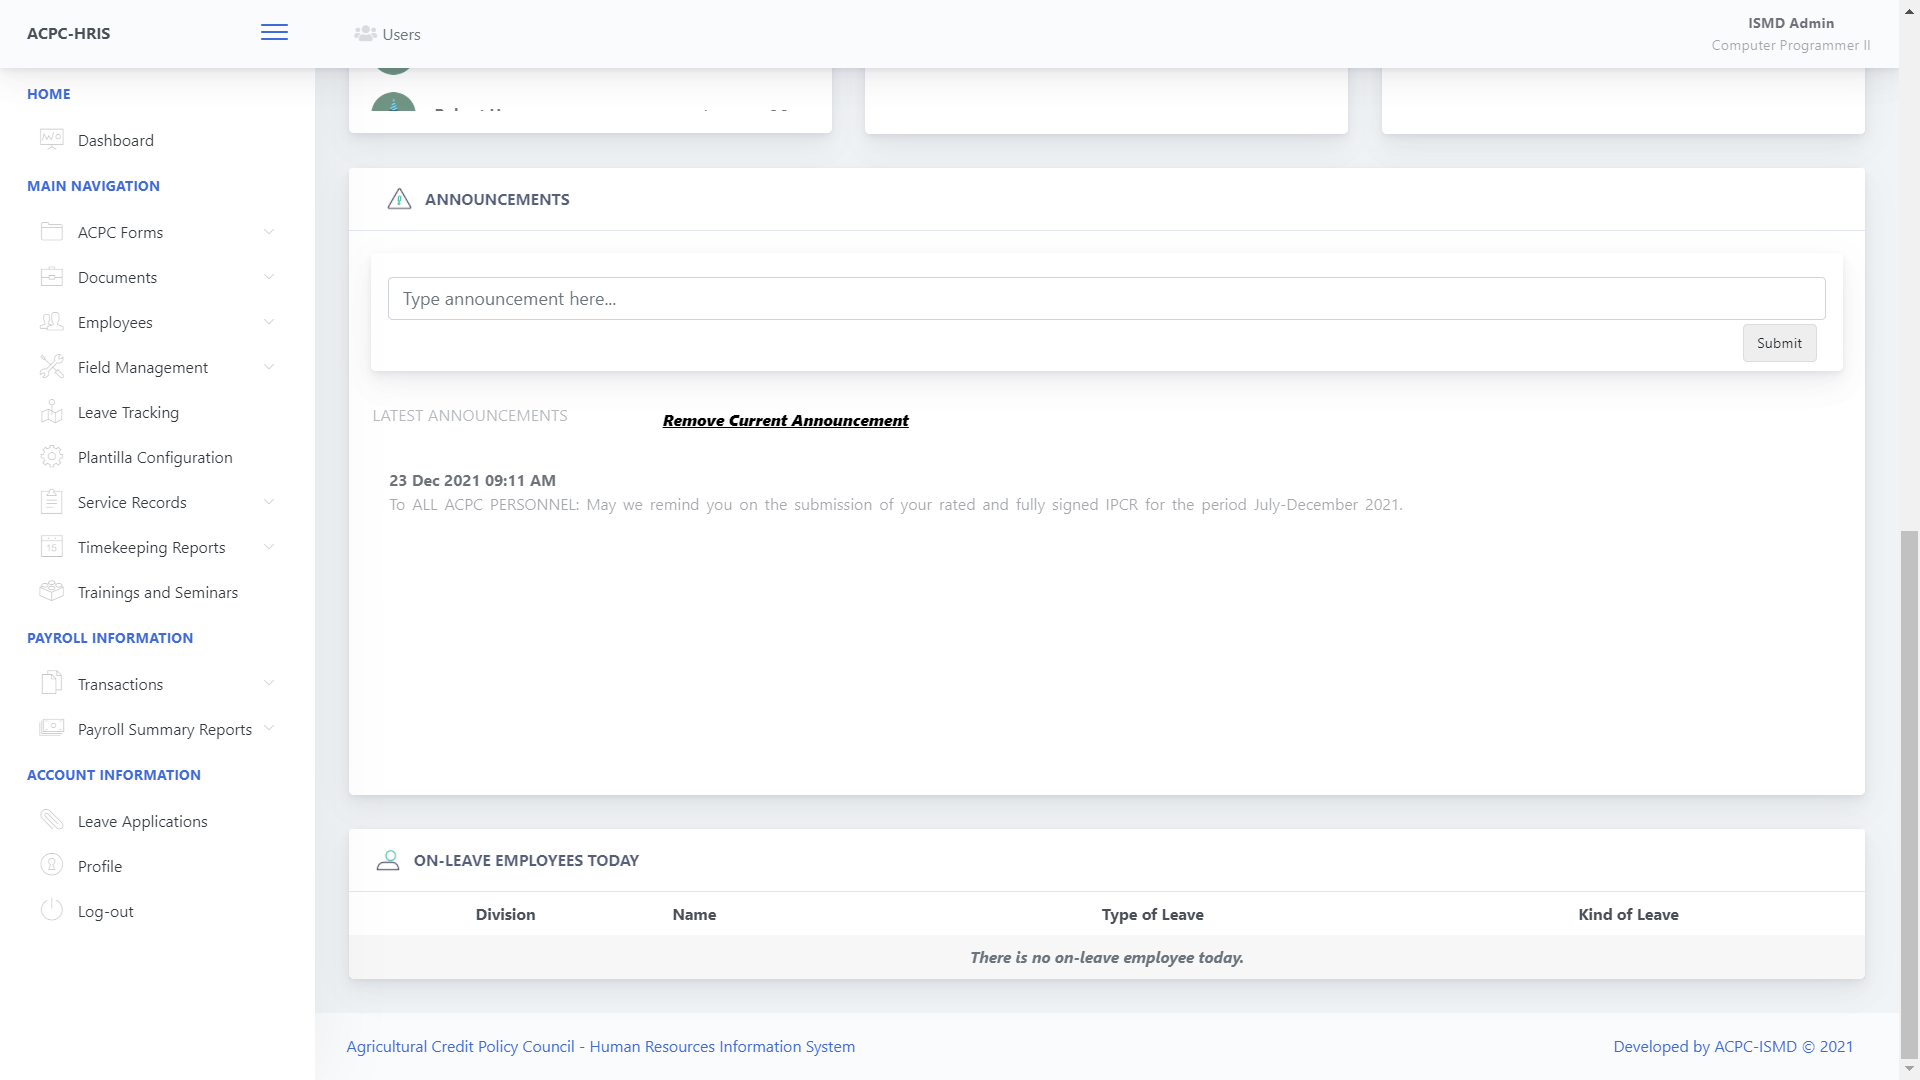 ACPC-HRIS
Users
ISMD Admin
Computer Programmer II
HOME
Dashboard
MAIN NAVIGATION
ACPC Forms
Documents
Employees
Field Management
Leave Tracking
Plantilla Configuration
Service Records
15
Timekeeping Reports
Trainings and Seminars
PAYROLL INFORMATION
Transactions
Payroll Summary Reports
ACCOUNT INFORMATION
Leave Applications
Profile
Log-out
ANNOUNCEMENTS
Type announcement here...
Submit
LATEST ANNOUNCEMENTS
Remove Current Announcement
23 Dec 2021 09:11 AM
To ALL ACPC PERSONNEL: May we remind you on the submission of your rated and fully signed IPCR for the period July-December 2021.
ON-LEAVE EMPLOYEES TODAY
Division Name Type of Leave Kind of Leave
There is no on-leave employee today.
Agricultural Credit Policy Council - Human Resources Information System
Developed by ACPC-ISMD © 2021